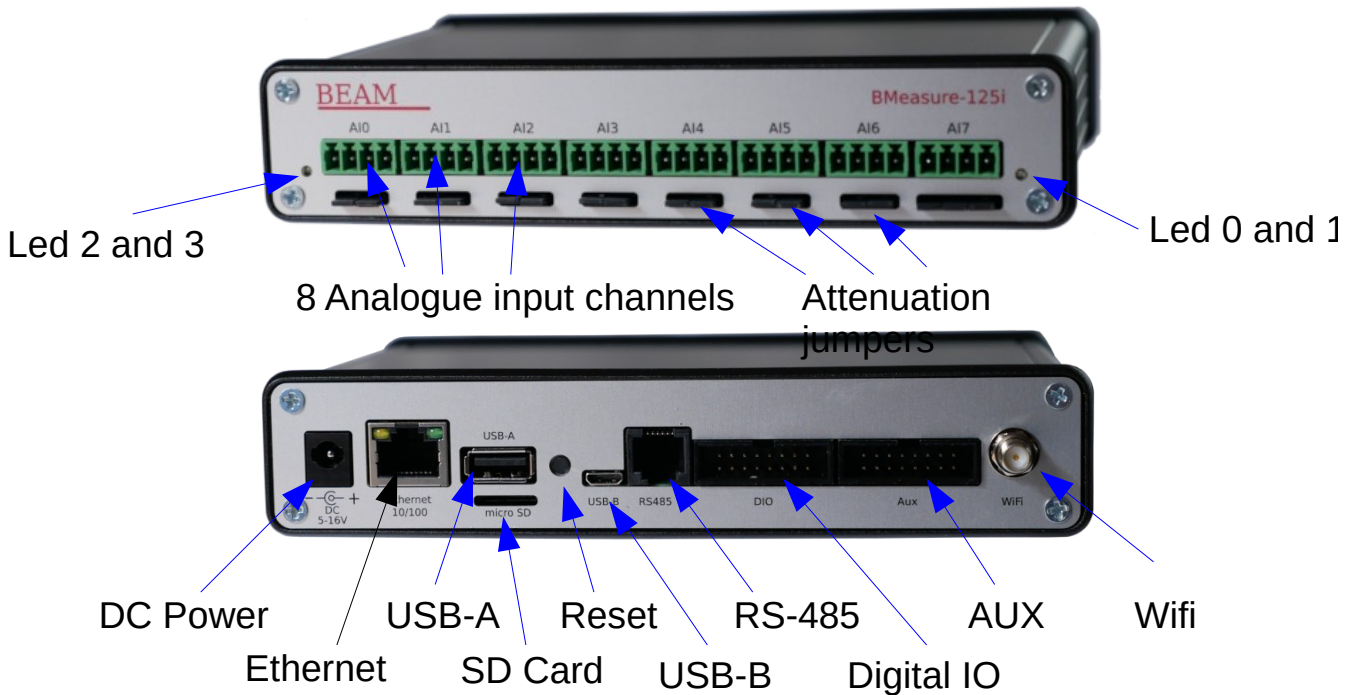 BEAM
BMeasure-125i
AI0 AI1 AI2 AI3 AI4 AI5 AI6 AI7
Led 2 and 3
Led 0 and 1
8 Analogue input channels
Attenuation
jumpers
USB-A
Ethernet
10/100
micro SD
USB-B
RS485
DIO
Aux
WiFi
- +
DC
5-16V
DC Power
USB-A
Reset
RS-485
AUX
Wifi
Ethernet
SD Card
USB-B
Digital IO